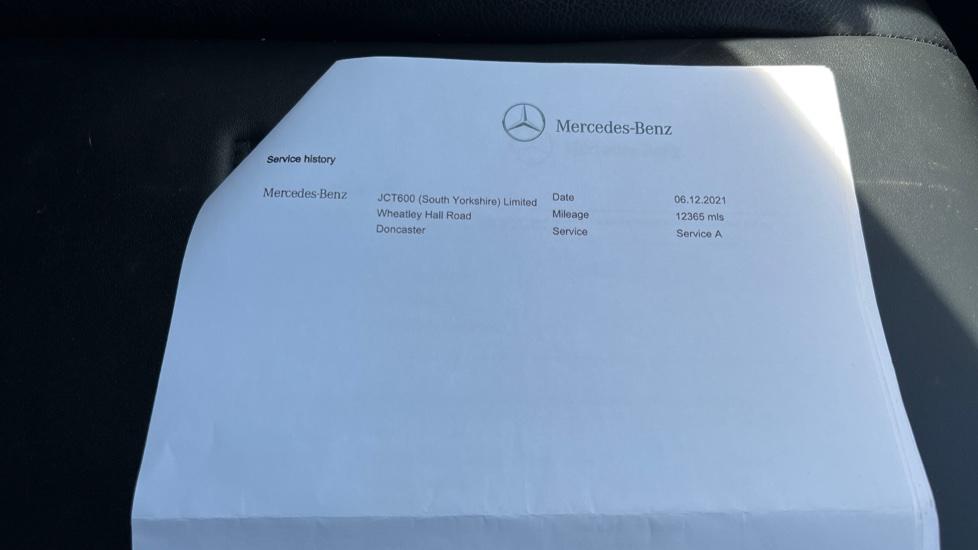 Mercedes-Benz
Service history
Mercedes-Benz JCT600 (South Yorkshire) Limited Date 06.12.2021
Wheatley Hall Road Mileage 12365 mls
Doncaster Service Service A